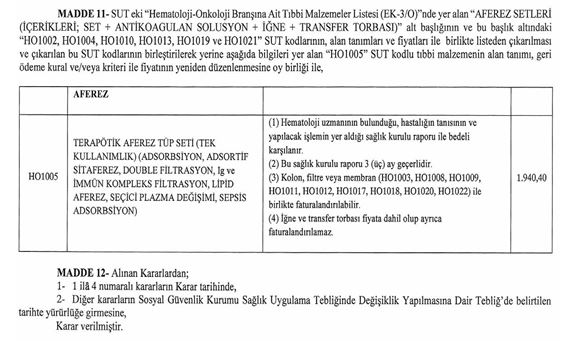 MADDE 11- SUT eki "Hematoloji-Onkoloji Branşına Ait Tıbbi Malzemeler Listesi (EK-3/O)"nde yer alan "AFEREZ SETLERİ
(İÇERİKLERİ; SET + ANTİKOAGULAN SOLUSYON + İĞNE + TRANSFER TORBASI)" alt başlığının ve bu başlık altındaki
"HO1002, HO1004, HO1010, HO1013, HO1019 ve HO1021" SUT kodlarının, alan tanımları ve fiyatları ile birlikte listeden çıkarılması
ve çıkarılan bu SUT kodlarının birleştirilerek yerine aşağıda bilgileri yer alan "HO1005" SUT kodlu tıbbi malzemenin alan tanımı, geri
ödeme kural ve/veya kriteri ile fiyatının yeniden düzenlenmesine oy birliği ile,
AFEREZ
HO1005
TERAPÖTİK AFEREZ TÜP SETİ (TEK
KULLANIMLIK) (ADSORBSİYON, ADSORTİF
SİTAFEREZ, DOUBLE FİLTRASYON, Ig ve
İMMÜN KOMPLEKS FİLTRASYON, LİPİD
AFEREZ, SEÇİCİ PLAZMA DEĞİŞİMİ, SEPSİS
ADSORBSİYON)
(1) Hematoloji uzmanının bulunduğu, hastalığın tanısının ve
yapılacak işlemin yer aldığı sağlık kurulu raporu ile bedeli
karşılanır.
(2) Bu sağlık kurulu raporu 3 (üç) ay geçerlidir.
(3) Kolon, filtre veya membran (HO1003, HO1008, HO1009,
HO1011, HO1012, HO1017, HO1018, HO1020, HO1022) ile
birlikte faturalandırılabilir.
(4) İğne ve transfer torbası fiyata dahil olup ayrıca
faturalandırılamaz.
1.940,40
MADDE 12- Alınan Kararlardan;
1- 1 ilâ 4 numaralı kararların Karar tarihinde,
2- Diğer kararların Sosyal Güvenlik Kurumu Sağlık Uygulama Tebliğinde Değişiklik Yapılmasına Dair Tebliğ'de belirtilen
tarihte yürürlüğe girmesine,
Karar verilmiştir.